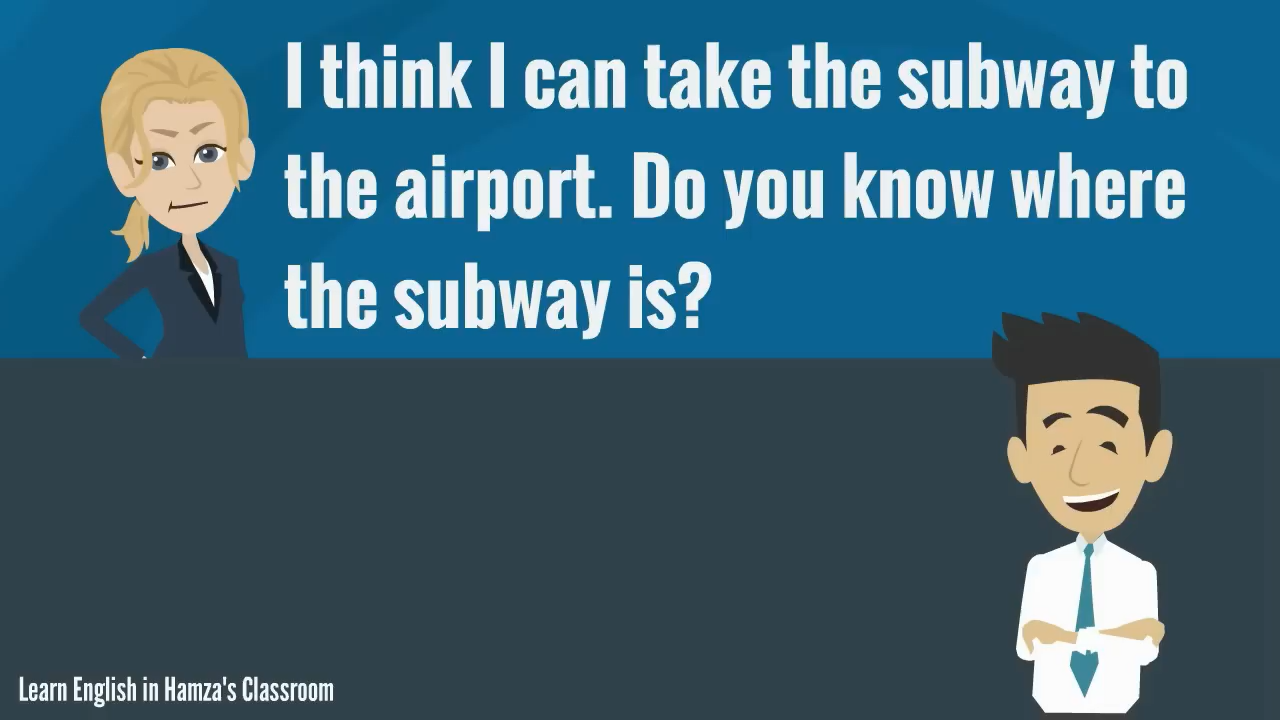 I think I can take the subway to
the airport. Do you know where
the subway is?
Learn English in Hamza's Classroom